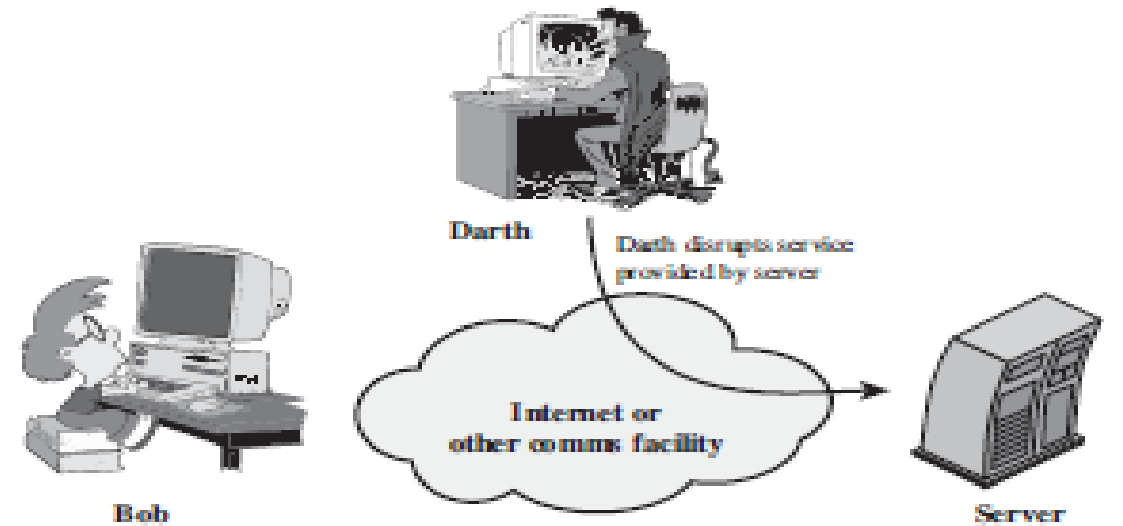 Darth
Darth disrupts service
provided by server
Internet or
other comms facility
Bob
Server